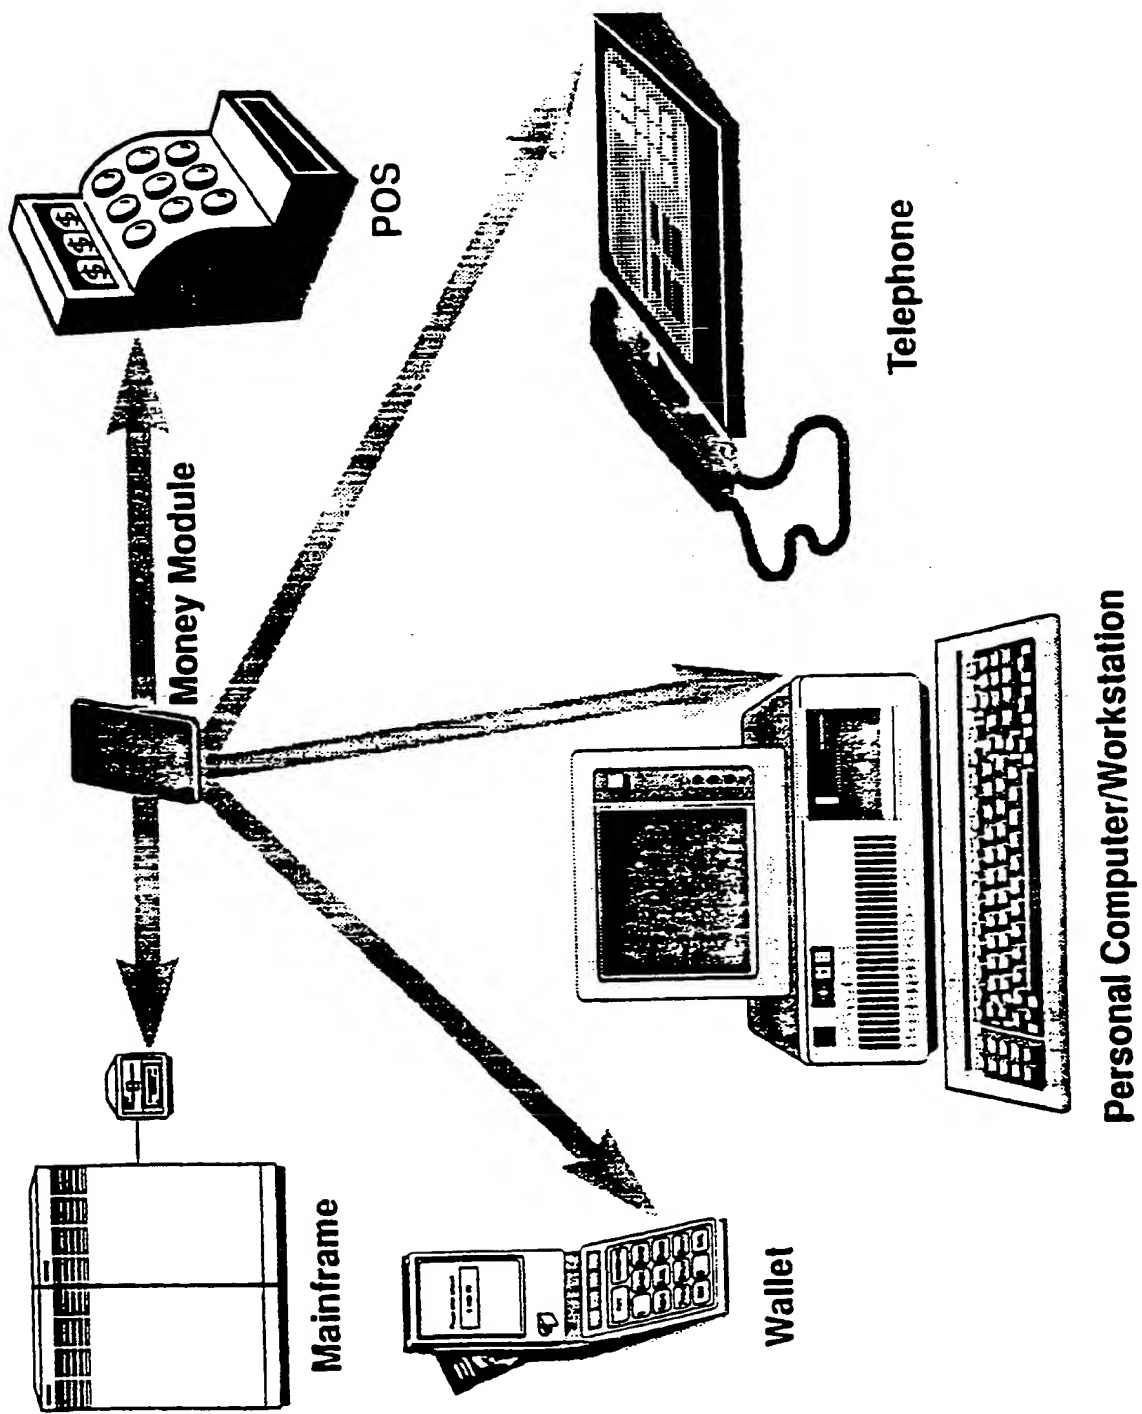 Mainframe
Money Module
POS
$ $ $
Wallet
Personal Computer/Workstation
Telephone